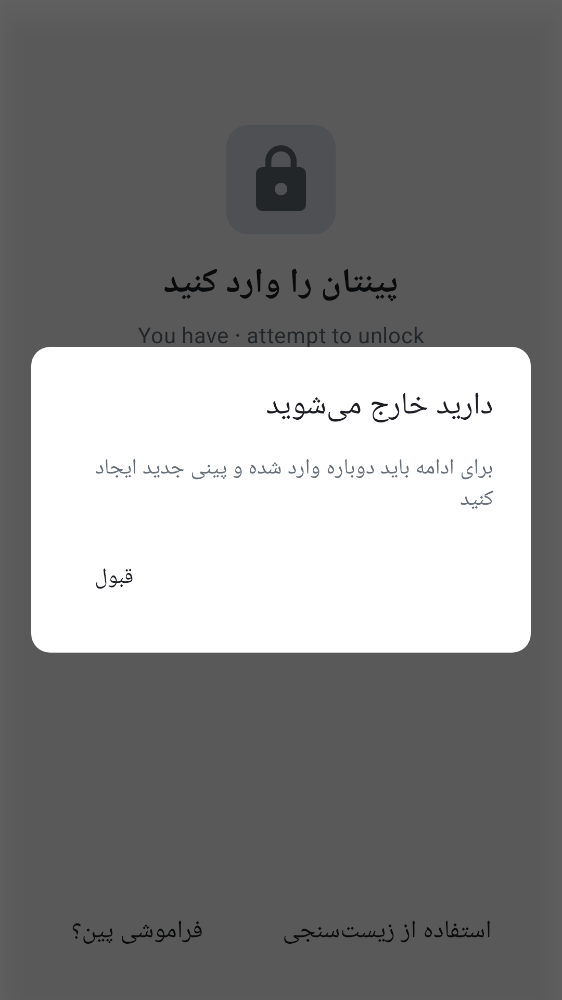 پینتان را وارد کنید
You have ۰ attempt to unlock
دارید خارج می‌شوید
برای ادامه باید دوباره وارد شده و پینی جدید ایجاد
کنید
قبول
استفاده از زیست‌سنجی
فراموشی پین؟